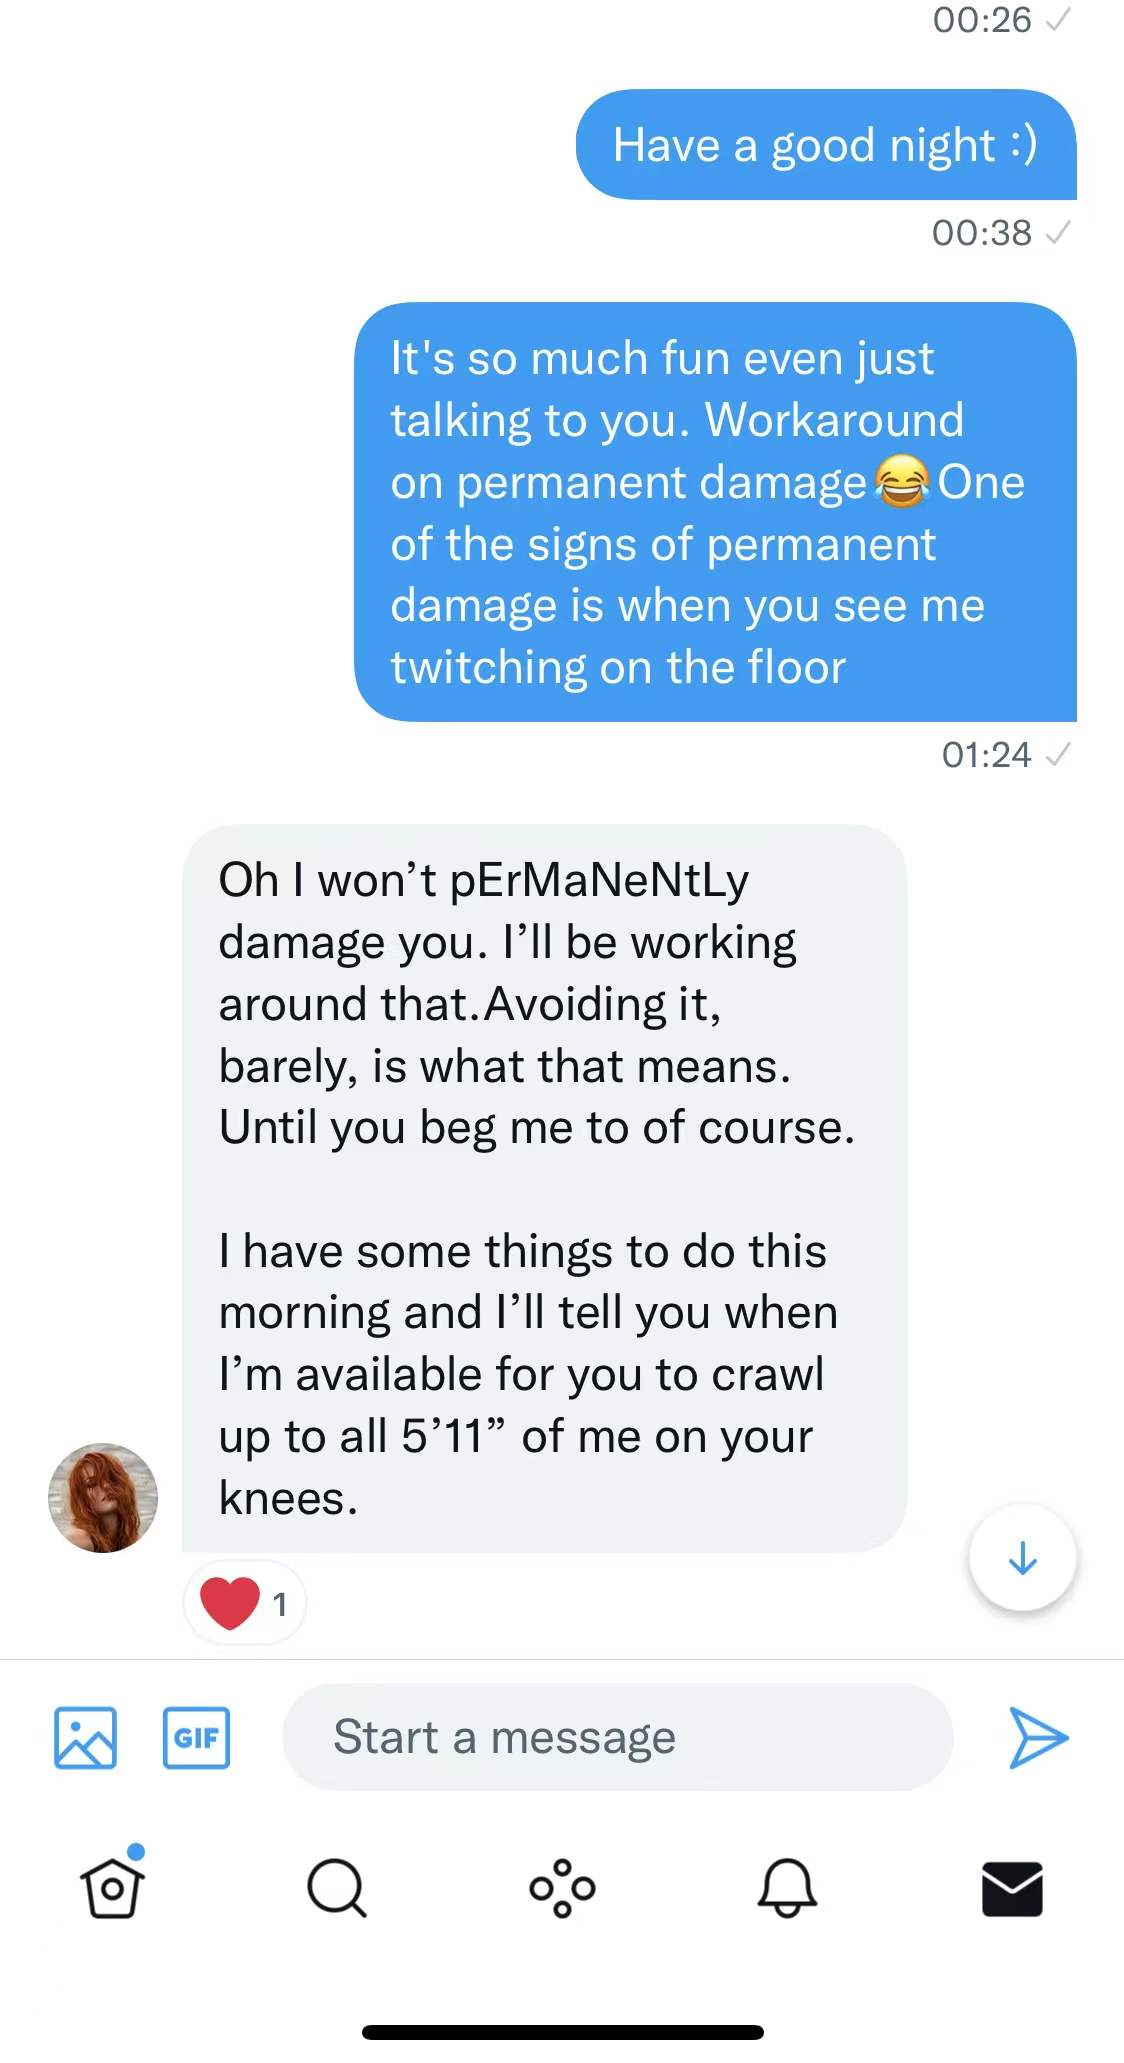 00:26
Have a good night :)
00:38
It's so much fun even just
talking to you. Workaround
on permanent damage😂One
of the signs of permanent
damage is when you see me
twitching on the floor
01:24
Oh I won’t pErMaNeNtLy
damage you. I’ll be working
around that.Avoiding it,
barely, is what that means.
Until you beg me to of course.
I have some things to do this
morning and I’ll tell you when
I’m available for you to crawl
up to all 5’11” of me on your
knees.
1
GIF
Start a message